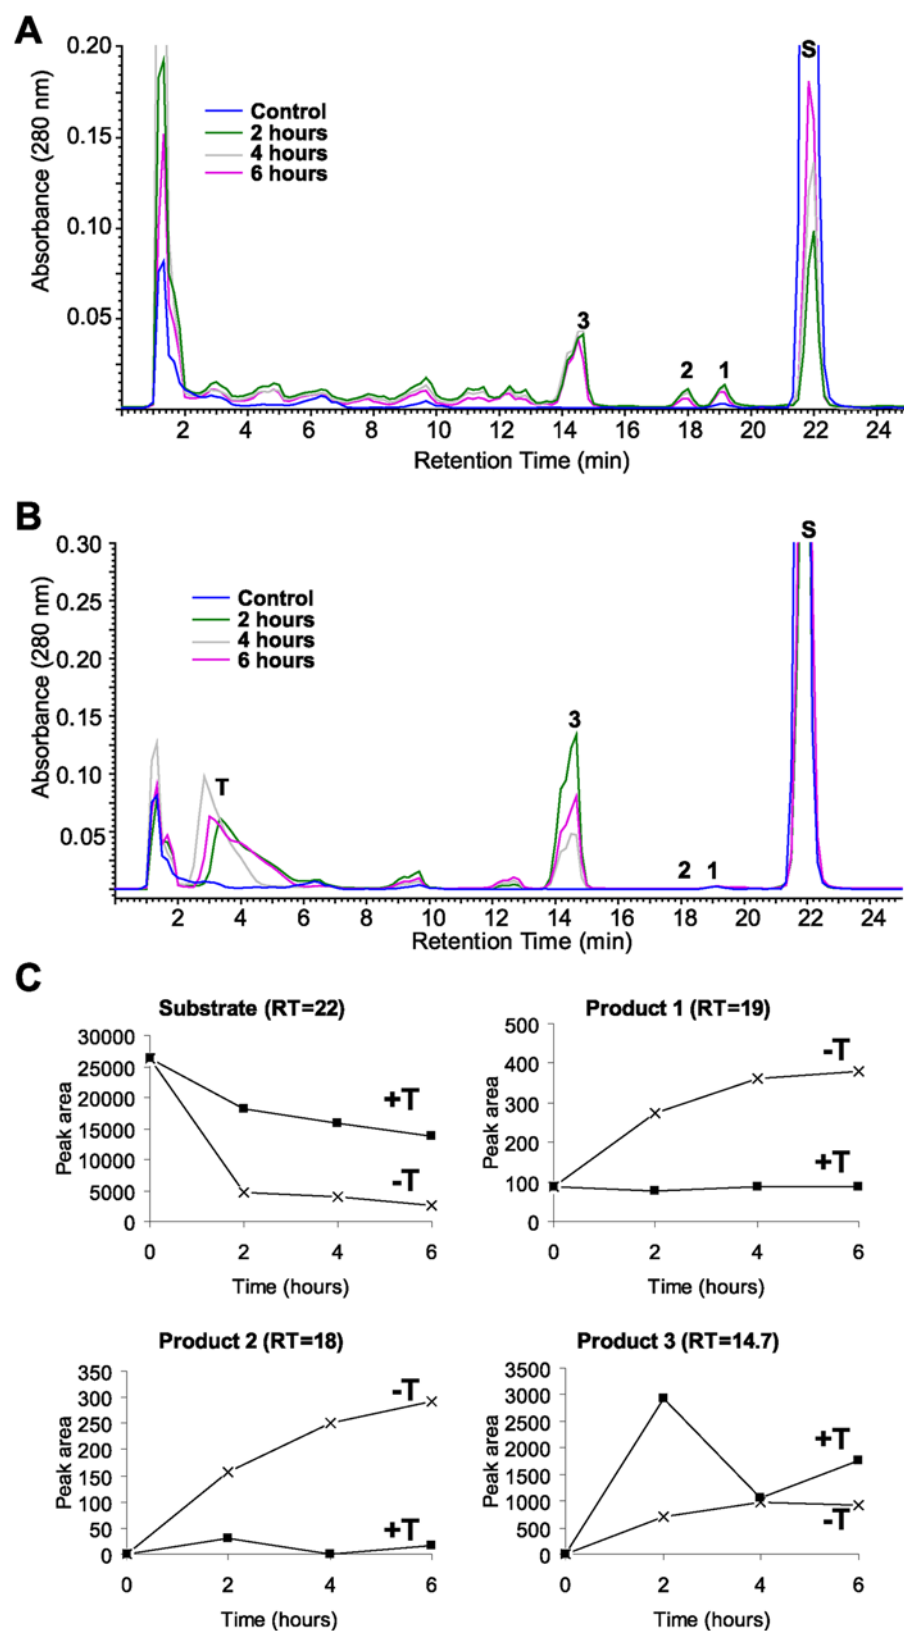 A
Absorbance (280 nm)
0.20
0.15
0.10
0.05
Control
2 hours
4 hours
6 hours
3
2
1
S
2 4 6 8 10 12 14 16 18 20 22 24
Retention Time (min)
B
Absorbance (280 nm)
0.30
0.25
0.20
0.15
0.10
0.05
Control
2 hours
4 hours
6 hours
T
3
2
1
S
2 4 6 8 10 12 14 16 18 20 22 24
Retention Time (min)
C
Substrate (RT=22)
Peak area
30000
25000
20000
15000
10000
5000
0
+T
-T
0 2 4 6
Time (hours)
Product 1 (RT=19)
Peak area
500
400
300
200
100
0
-T
+T
0 2 4 6
Time (hours)
Product 2 (RT=18)
Peak area
350
300
250
200
150
100
50
0
-T
+T
0 2 4 6
Time (hours)
Product 3 (RT=14.7)
Peak area
3500
3000
2500
2000
1500
1000
500
0
+T
-T
0 2 4 6
Time (hours)